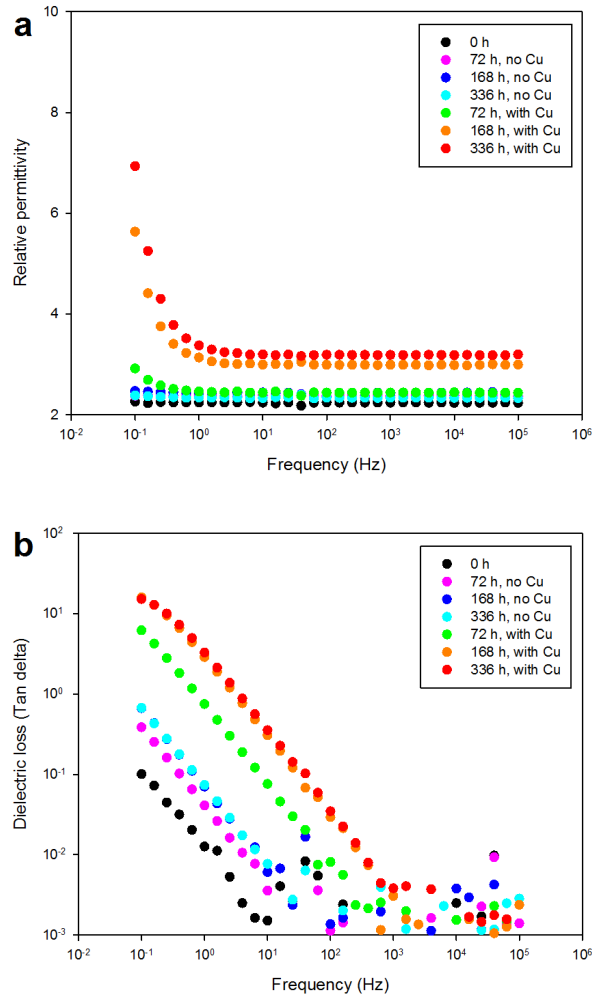 a
10
8
6
4
2
Relative permittivity
0 h
72 h, no Cu
168 h, no Cu
336 h, no Cu
72 h, with Cu
168 h, with Cu
336 h, with Cu
10-2 10-1 100 101 102 103 104 105 106
Frequency (Hz)
b
102
101
100
10-1
10-2
10-3
Dielectric loss (Tan delta)
0 h
72 h, no Cu
168 h, no Cu
336 h, no Cu
72 h, with Cu
168 h, with Cu
336 h, with Cu
10-2 10-1 100 101 102 103 104 105 106
Frequency (Hz)